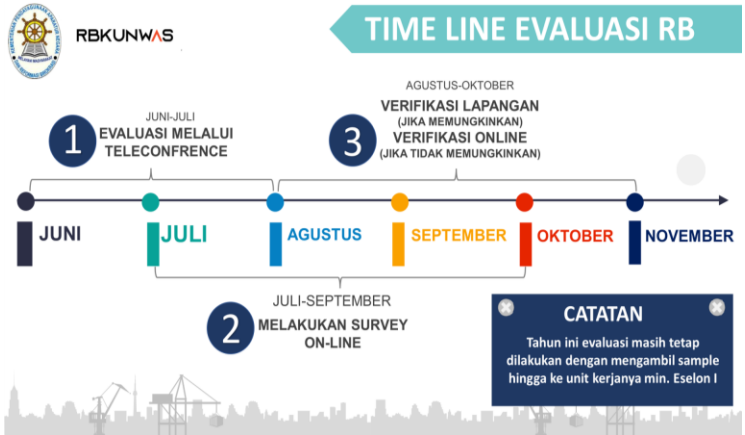 RBKUNWAS
TIME LINE EVALUASI RB
JUNI-JULI
1
EVALUASI MELALUI
TELECONFRENCE
AGUSTUS-OKTOBER
3
VERIFIKASI LAPANGAN
(JIKA MEMUNGKINKAN)
VERIFIKASI ONLINE
(JIKA TIDAK MEMUNGKINKAN)
JUNI
JULI
AGUSTUS
SEPTEMBER
OKTOBER
NOVEMBER
JULI-SEPTEMBER
2
MELAKUKAN SURVEY
ON-LINE
CATATAN
Tahun ini evaluasi masih tetap
dilakukan dengan mengambil sample
hingga ke unit kerjanya min. Eselon I